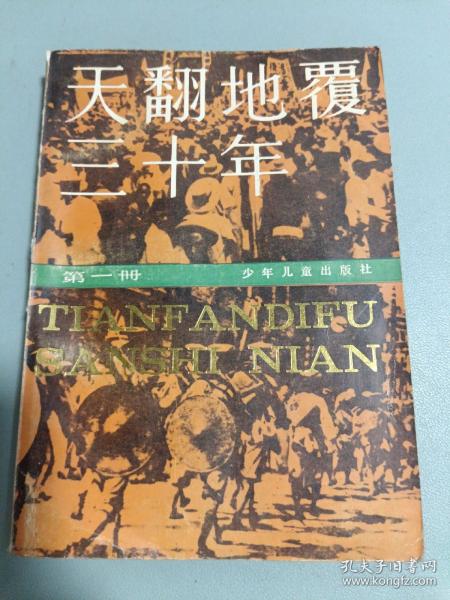 天翻地覆
三十年
第一册
少年儿童出版社
TIANFANDIFU
SANSHI NIAN
孔夫子旧书网
www.kongfz.com